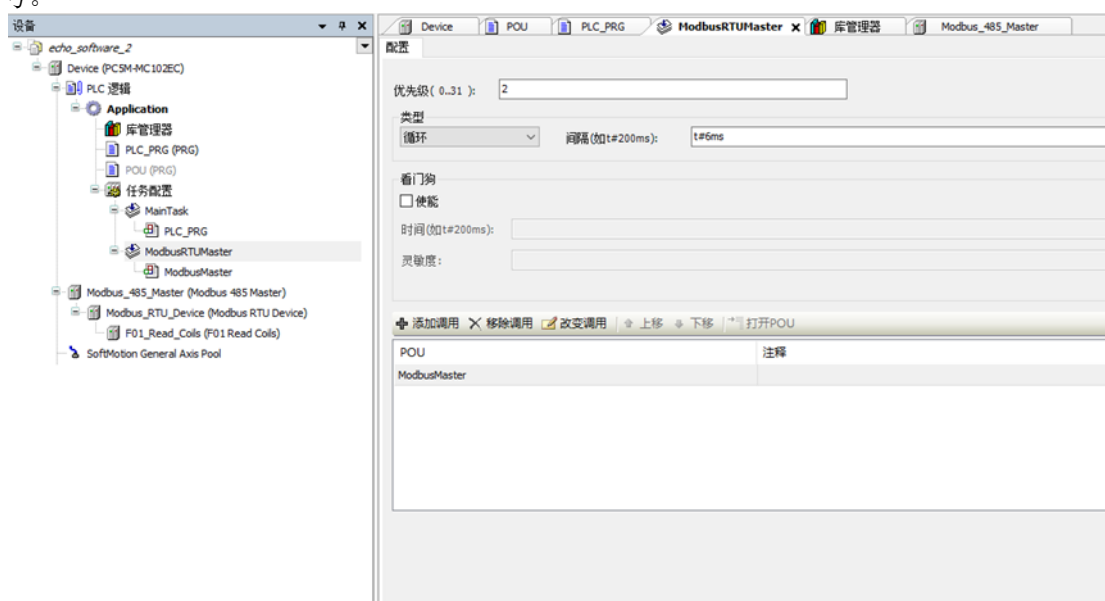 设备
echo_software_2
Device (PC5M-MC102EC)
PLC 逻辑
Application
库管理器
PLC_PRG (PRG)
POU (PRG)
任务配置
MainTask
PLC_PRG
ModbusRTUMaster
ModbusMaster
Modbus_485_Master (Modbus 485 Master)
Modbus_RTU_Device (Modbus RTU Device)
F01_Read_Coils (F01 Read Coils)
SoftMotion General Axis Pool
Device POU PLC_PRG ModbusRTUMaster 库管理器 Modbus_485_Master
配置
优先级( 0..31 ): 2
类型
循环 间隔(如t#200ms): t#6ms
看门狗
使能
时间(如t#200ms):
灵敏度:
添加调用 移除调用 改变调用 上移 下移 打开POU
POU 注释
ModbusMaster